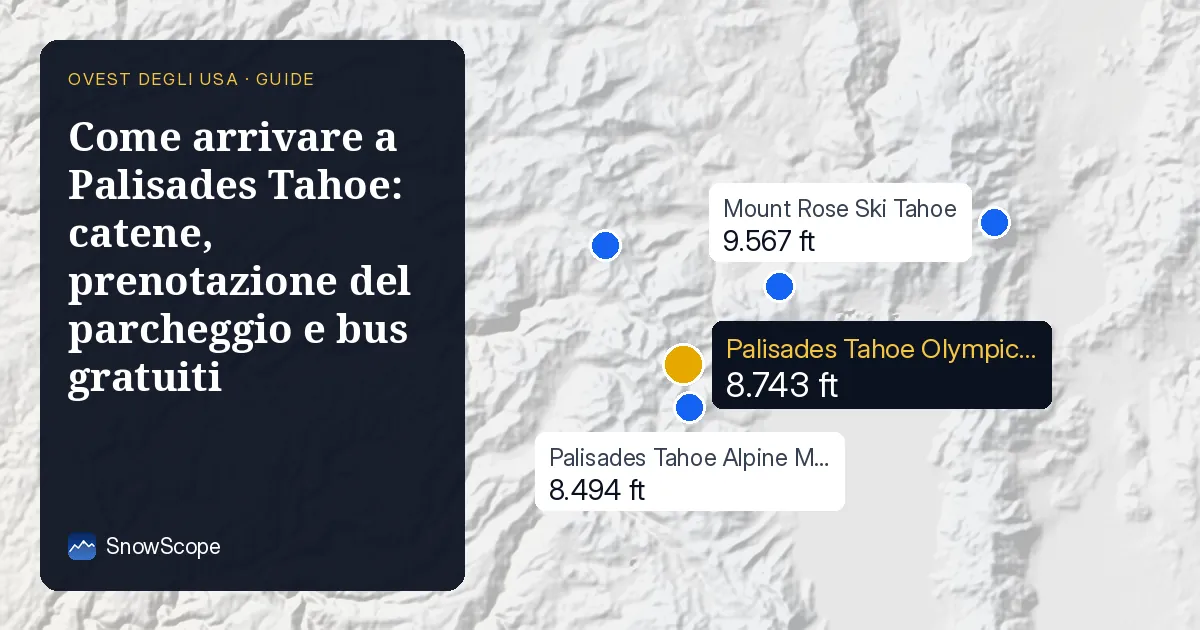 OVEST DEGLI USA · GUIDE
Come arrivare a
Palisades Tahoe:
catene,
prenotazione del
parcheggio e bus
gratuiti
SnowScope
Mount Rose Ski Tahoe
9.567 ft
Palisades Tahoe Olympic...
8.743 ft
Palisades Tahoe Alpine M...
8.494 ft